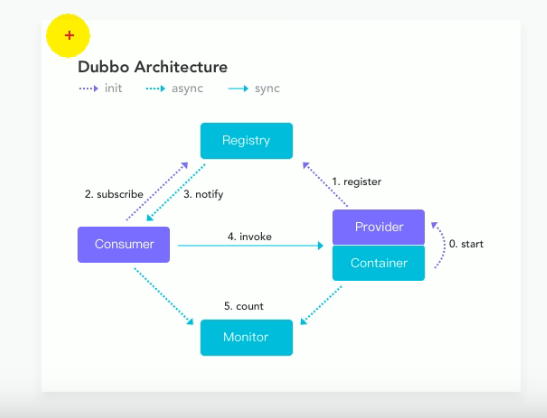 +
Dubbo Architecture
init async sync
Registry
1. register
2. subscribe 3. notify
Provider
4. invoke
Consumer
0. start
Container
5. count
Monitor